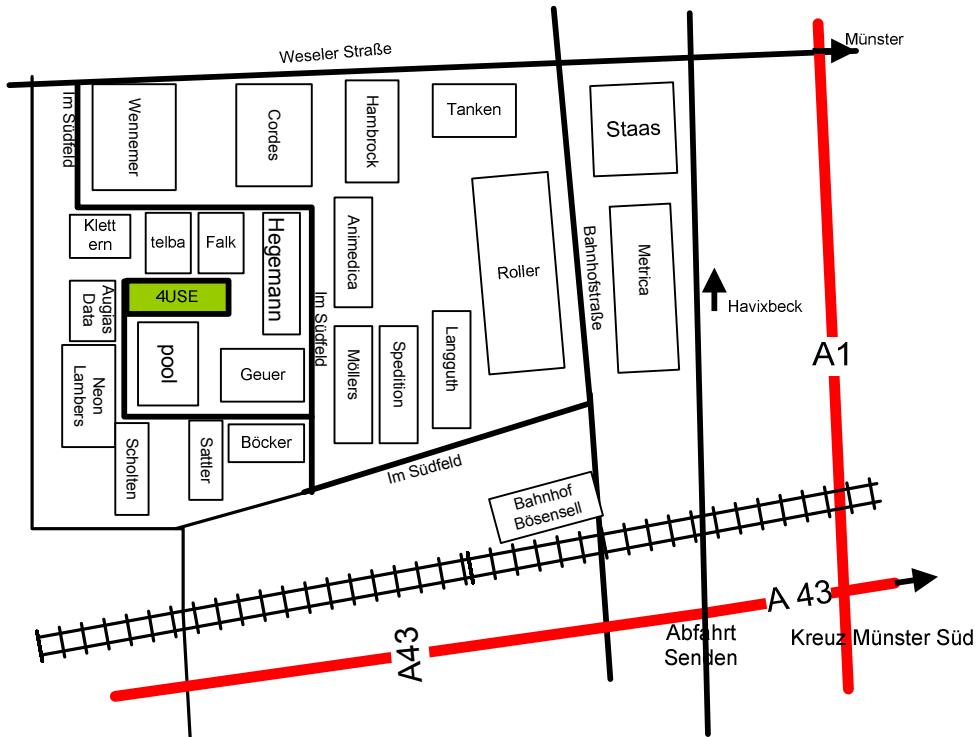 Münster
Weseler Straße
Im Südfeld
Wennemer
Cordes
Hambrock
Tanken
Staas
Klett
ern
telba
Falk
Hegemann
Animedica
Roller
Bahnhofstraße
Metrica
Havixbeck
4USE
Augias
Data
Im Südfeld
pool
Geuer
Möllers
Spedition
Langguth
A1
Neon
Lambers
Scholten
Sattler
Böcker
Im Südfeld
Bahnhof
Bösensell
A 43
A43
Abfahrt
Senden
Kreuz Münster Süd